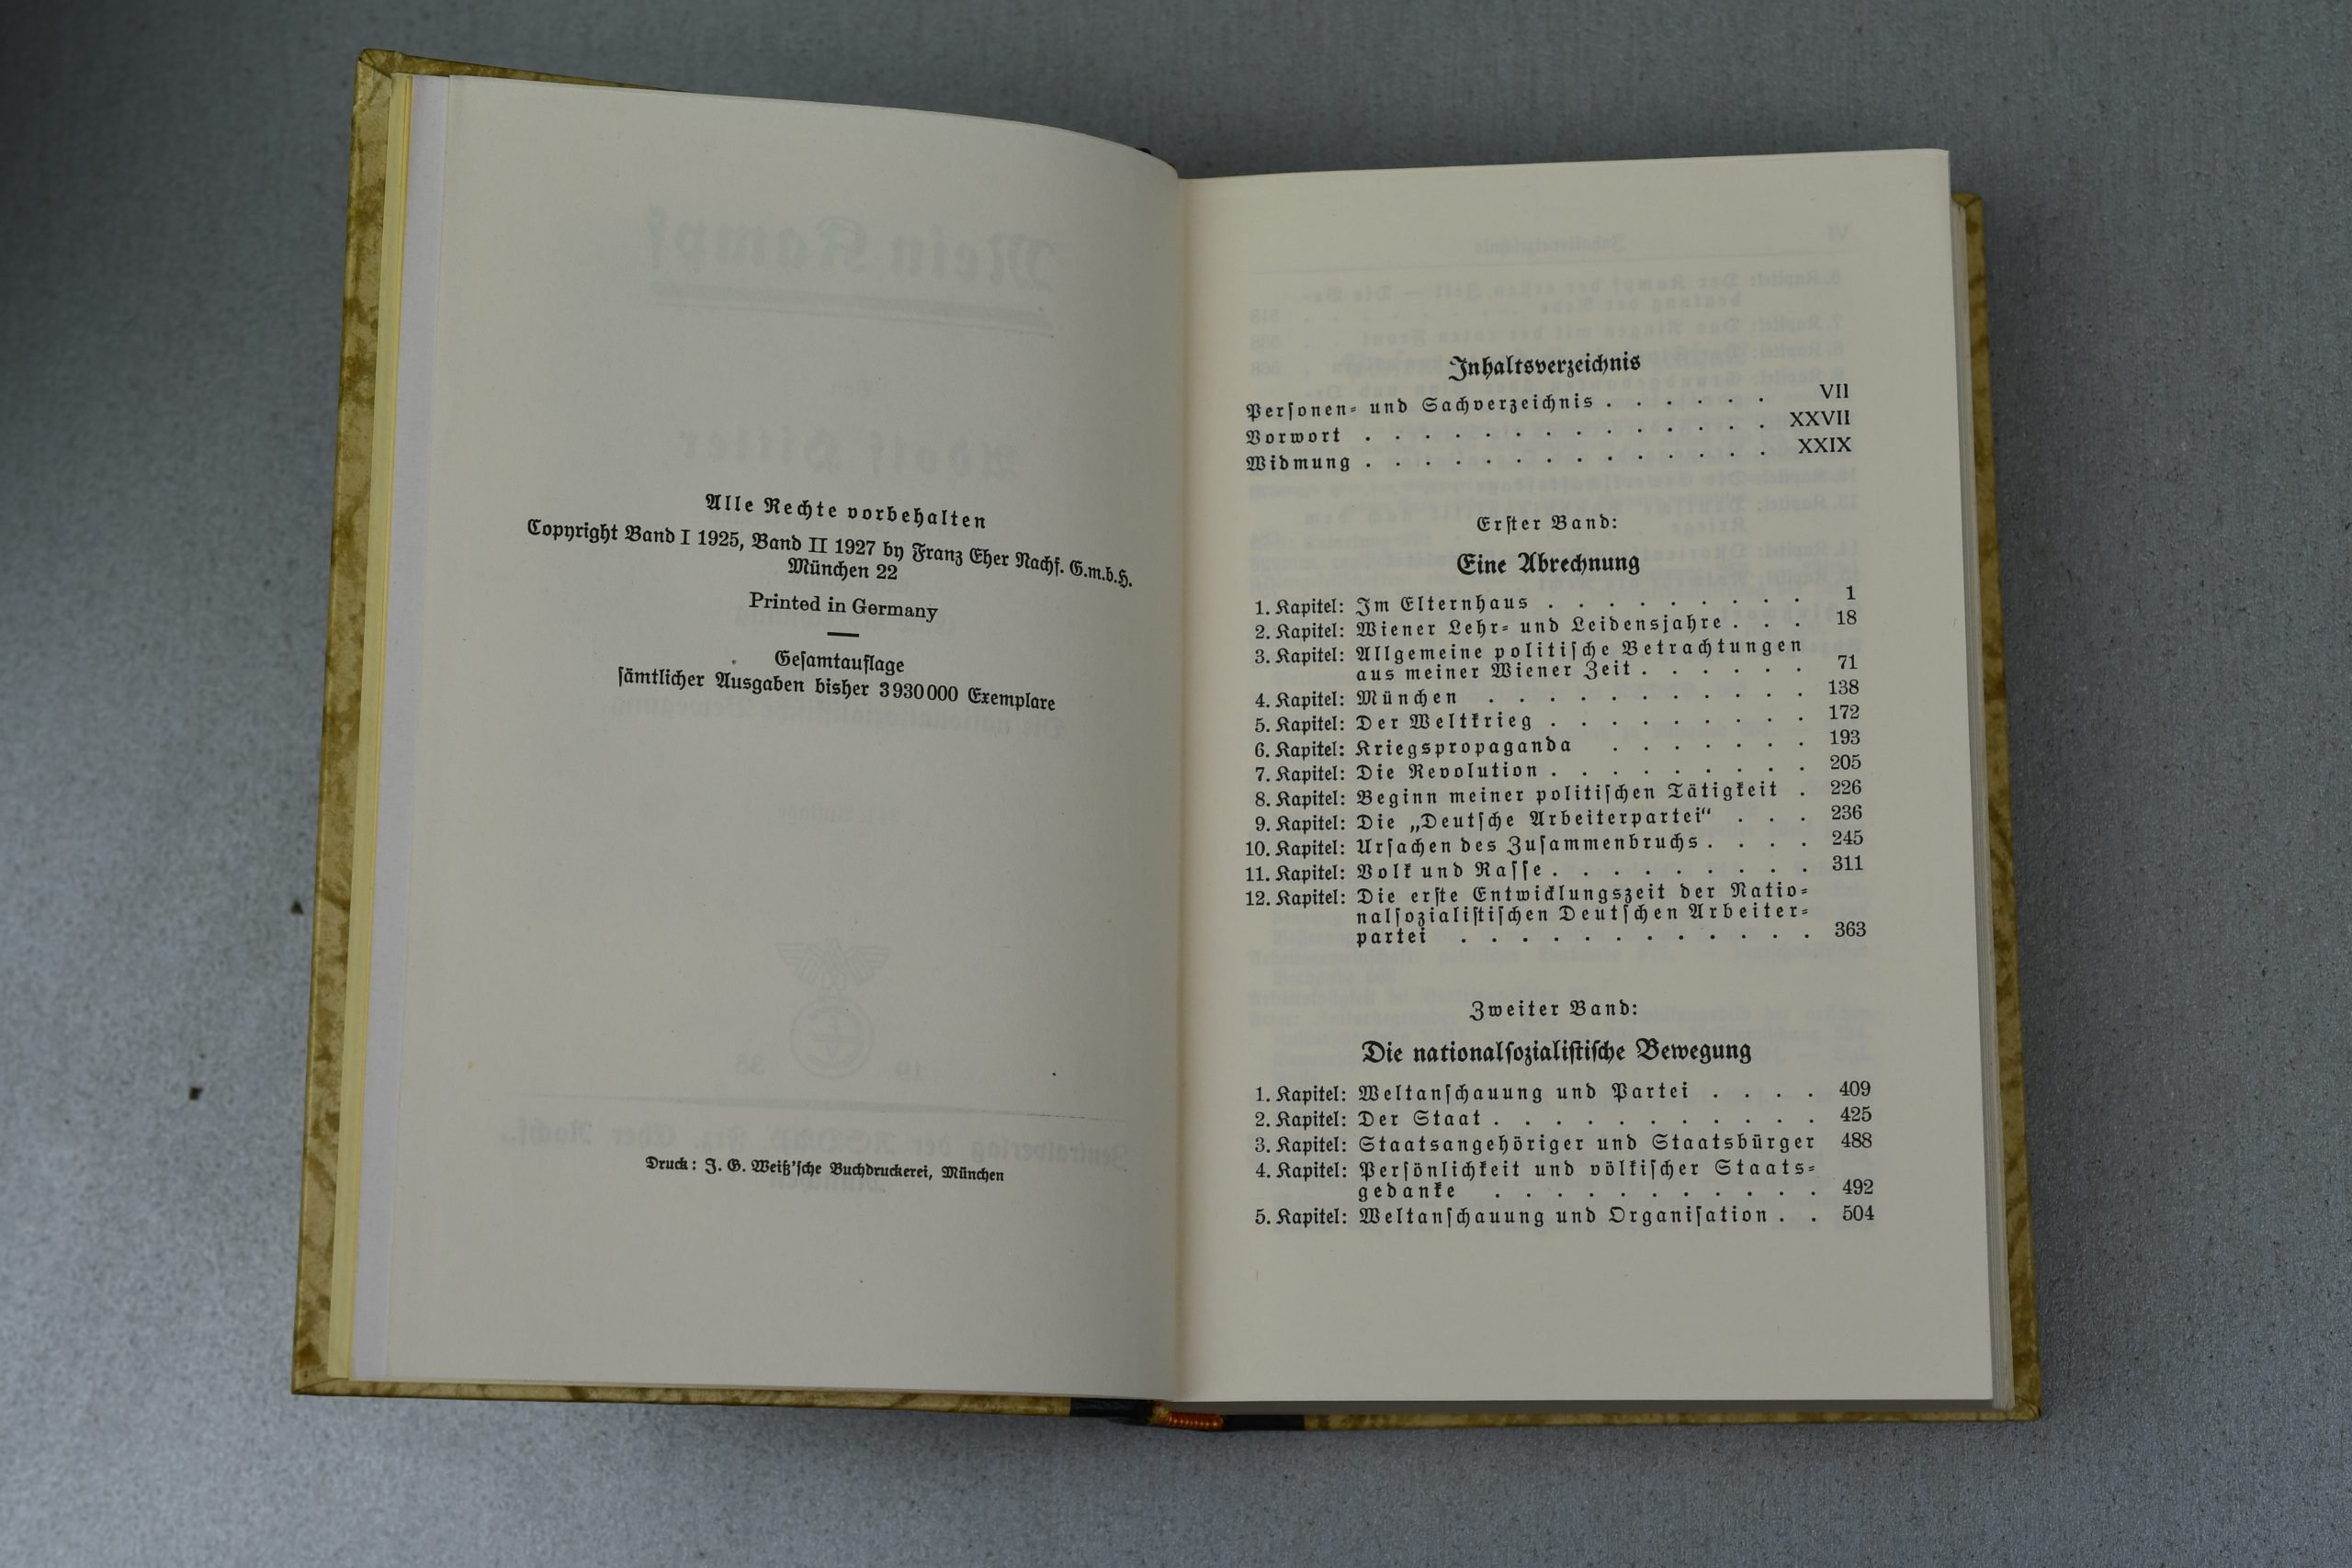 Alle Rechte vorbehalten
Copyright Band I 1925, Band II 1927 by Franz Eher Nachf. G.m.b.H.
München 22
Printed in Germany
Geſamtauflage
ſämtlicher Ausgaben bisher 3930000 Exemplare
Druck: J. G. Weiß'ſche Buchdruckerei, München
Inhaltsverzeichnis
Perſonen- und Sachverzeichnis . . . . . . VII
Vorwort . . . . . . . . . . . . . . XXVII
Widmung . . . . . . . . . . . . . . XXIX
Erſter Band:
Eine Abrechnung
1. Kapitel: Im Elternhaus . . . . . . . . . 1
2. Kapitel: Wiener Lehr- und Leidensjahre . . . 18
3. Kapitel: Allgemeine politiſche Betrachtungen
aus meiner Wiener Zeit . . . . . . 71
4. Kapitel: München . . . . . . . . . . . 138
5. Kapitel: Der Weltkrieg . . . . . . . . . 172
6. Kapitel: Kriegspropaganda . . . . . . . 193
7. Kapitel: Die Revolution . . . . . . . . . 205
8. Kapitel: Beginn meiner politiſchen Tätigkeit . 226
9. Kapitel: Die „Deutſche Arbeiterpartei“ . . . 236
10. Kapitel: Urſachen des Zuſammenbruchs . . . . 245
11. Kapitel: Volk und Raſſe . . . . . . . . . 311
12. Kapitel: Die erſte Entwicklungszeit der Natio-
nalſozialiſtiſchen Deutſchen Arbeiter-
partei . . . . . . . . . . . . 363
Zweiter Band:
Die nationalſozialiſtiſche Bewegung
1. Kapitel: Weltanſchauung und Partei . . . . 409
2. Kapitel: Der Staat . . . . . . . . . . . 425
3. Kapitel: Staatsangehöriger und Staatsbürger 488
4. Kapitel: Perſönlichkeit und völkiſcher Staats-
gedanke . . . . . . . . . . . 492
5. Kapitel: Weltanſchauung und Organiſation . . 504